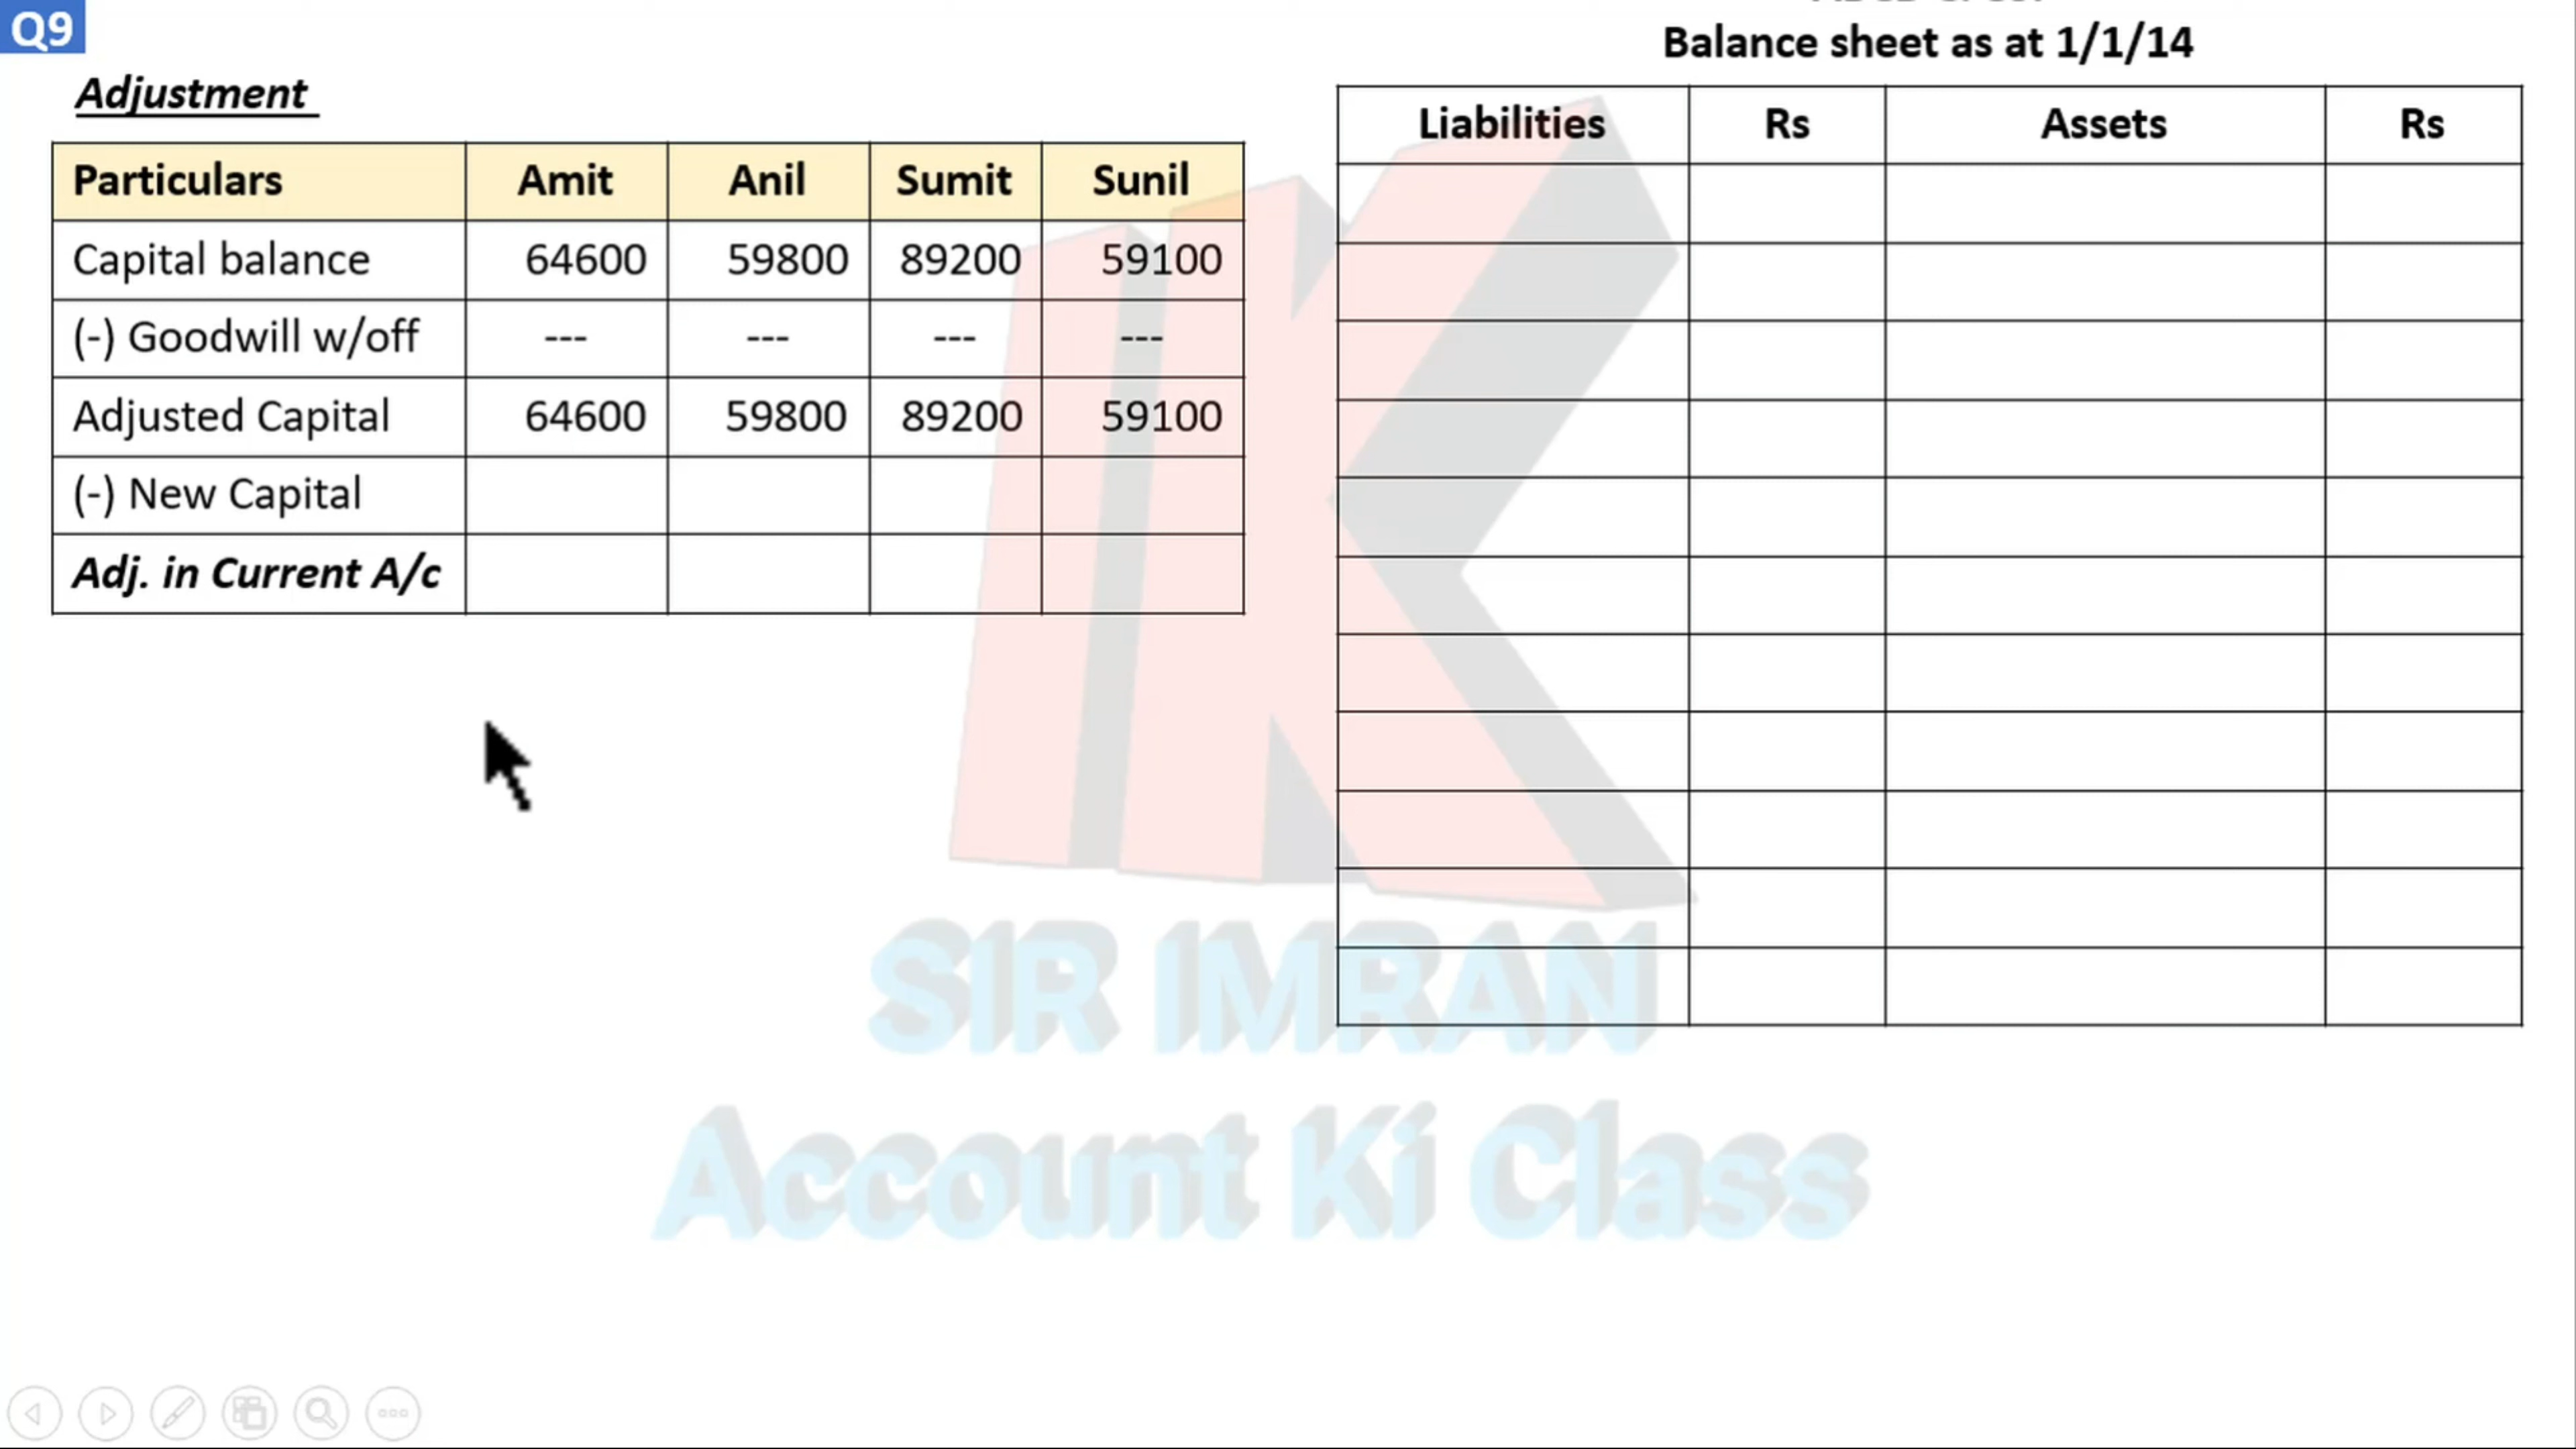 Q9
Adjustment
Particulars Amit Anil Sumit Sunil
Capital balance 64600 59800 89200 59100
(-) Goodwill w/off --- --- --- ---
Adjusted Capital 64600 59800 89200 59100
(-) New Capital
Adj. in Current A/c
Balance sheet as at 1/1/14
Liabilities Rs Assets Rs
SIR IMRAN
Account Ki Class